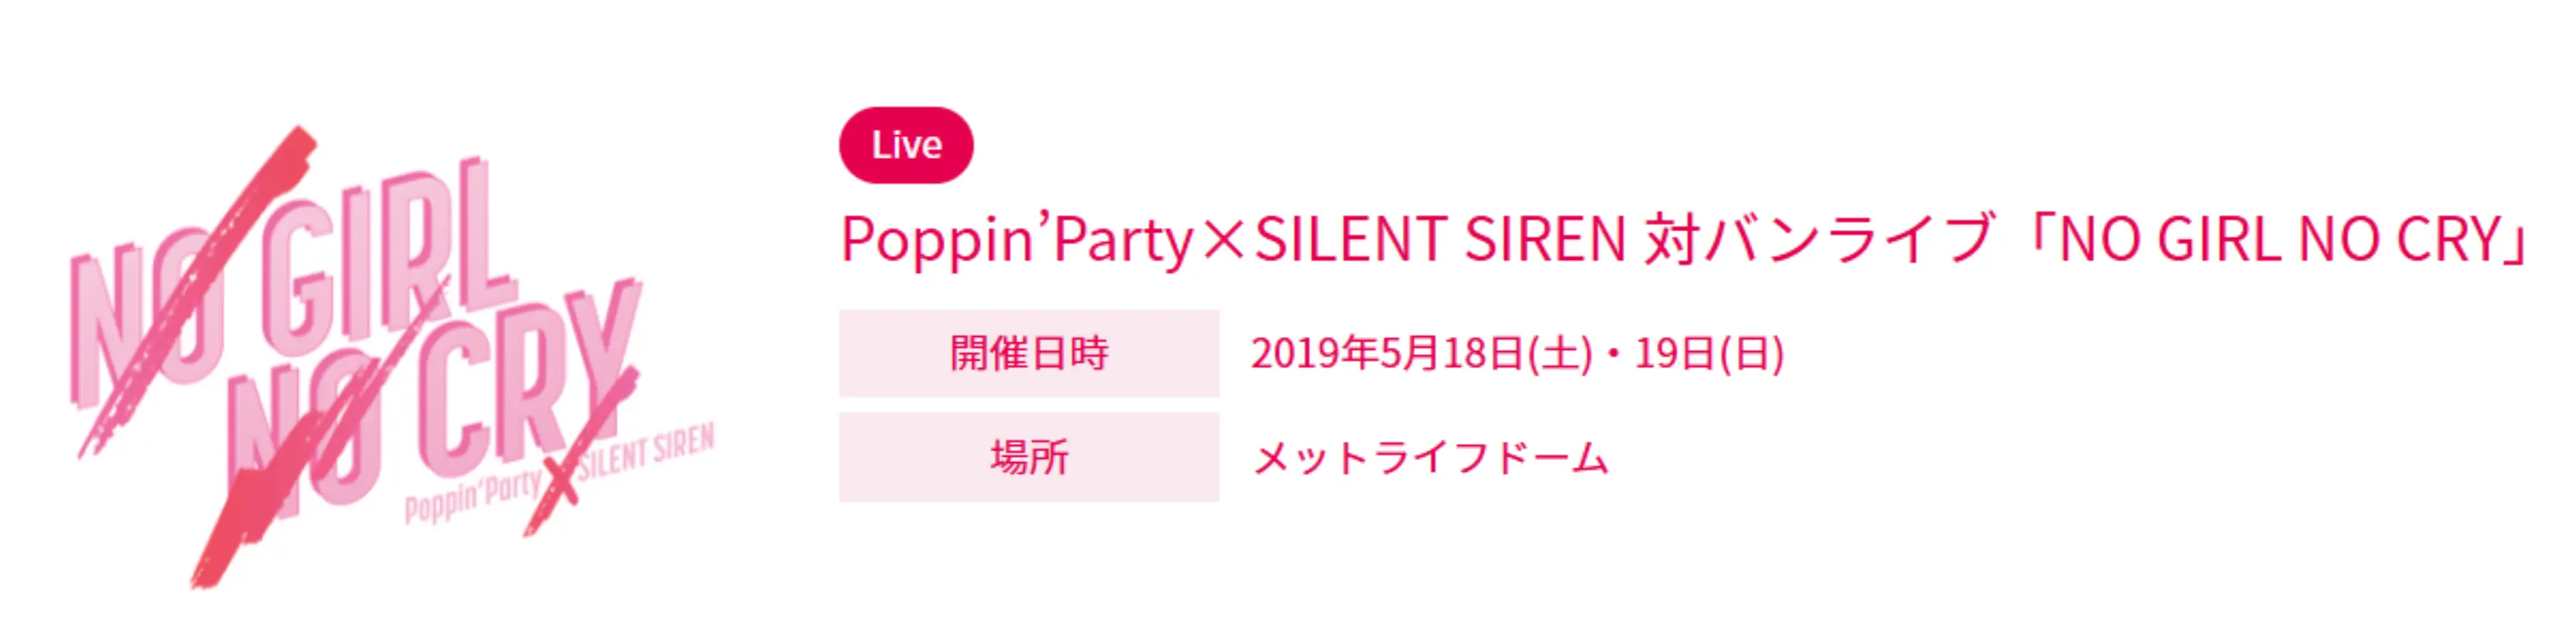 NO GIRL
NO CRY
Poppin'Party×SILENT SIREN
Live
Poppin’Party×SILENT SIREN 対バンライブ「NO GIRL NO CRY」
開催日時 2019年5月18日(土)・19日(日)
場所 メットライフドーム